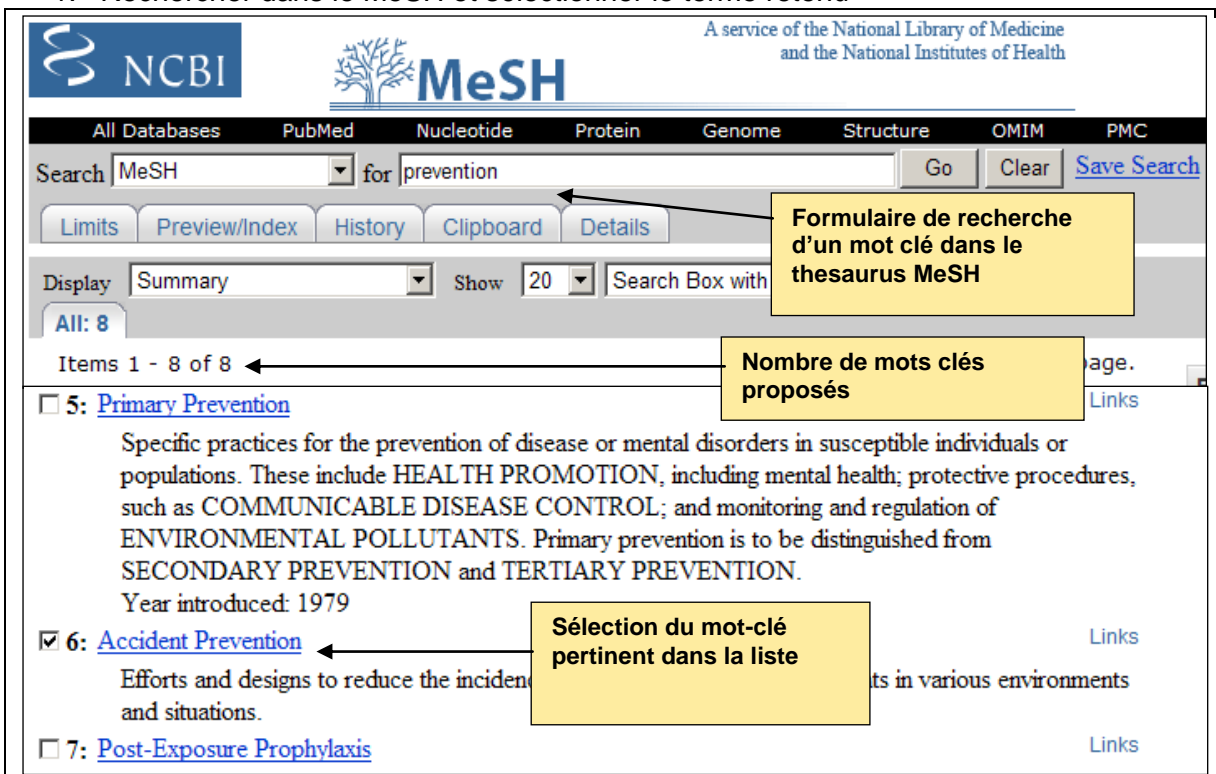 A service of the National Library of Medicine
and the National Institutes of Health
NCBI
MeSH
All Databases PubMed Nucleotide Protein Genome Structure OMIM PMC
Search MeSH for prevention Go Clear Save Search
Limits Preview/Index History Clipboard Details
Formulaire de recherche
d'un mot clé dans le
thesaurus MeSH
Display Summary Show 20 Search Box with
All: 8
Items 1 - 8 of 8
Nombre de mots clés
proposés
page.
5: Primary Prevention Links
Specific practices for the prevention of disease or mental disorders in susceptible individuals or
populations. These include HEALTH PROMOTION, including mental health; protective procedures,
such as COMMUNICABLE DISEASE CONTROL; and monitoring and regulation of
ENVIRONMENTAL POLLUTANTS. Primary prevention is to be distinguished from
SECONDARY PREVENTION and TERTIARY PREVENTION.
Year introduced: 1979
6: Accident Prevention Links
Sélection du mot-clé
pertinent dans la liste
Efforts and designs to reduce the in various environments
and situations.
7: Post-Exposure Prophylaxis Links